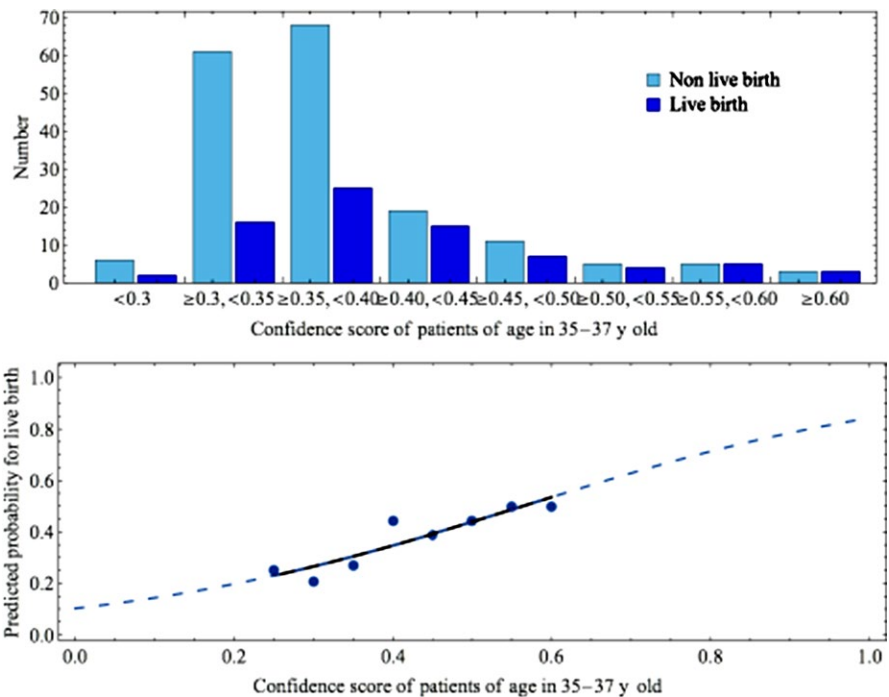 70
60
50
40
30
20
10
0
Number
Non live birth
Live birth
<0.3 ≥0.3, <0.35 ≥0.35, <0.40 ≥0.40, <0.45 ≥0.45, <0.50 ≥0.50, <0.55 ≥0.55, <0.60 ≥0.60
Confidence score of patients of age in 35–37 y old
1.0
0.8
0.6
0.4
0.2
0.0
Predicted probability for live birth
0.0 0.2 0.4 0.6 0.8 1.0
Confidence score of patients of age in 35–37 y old